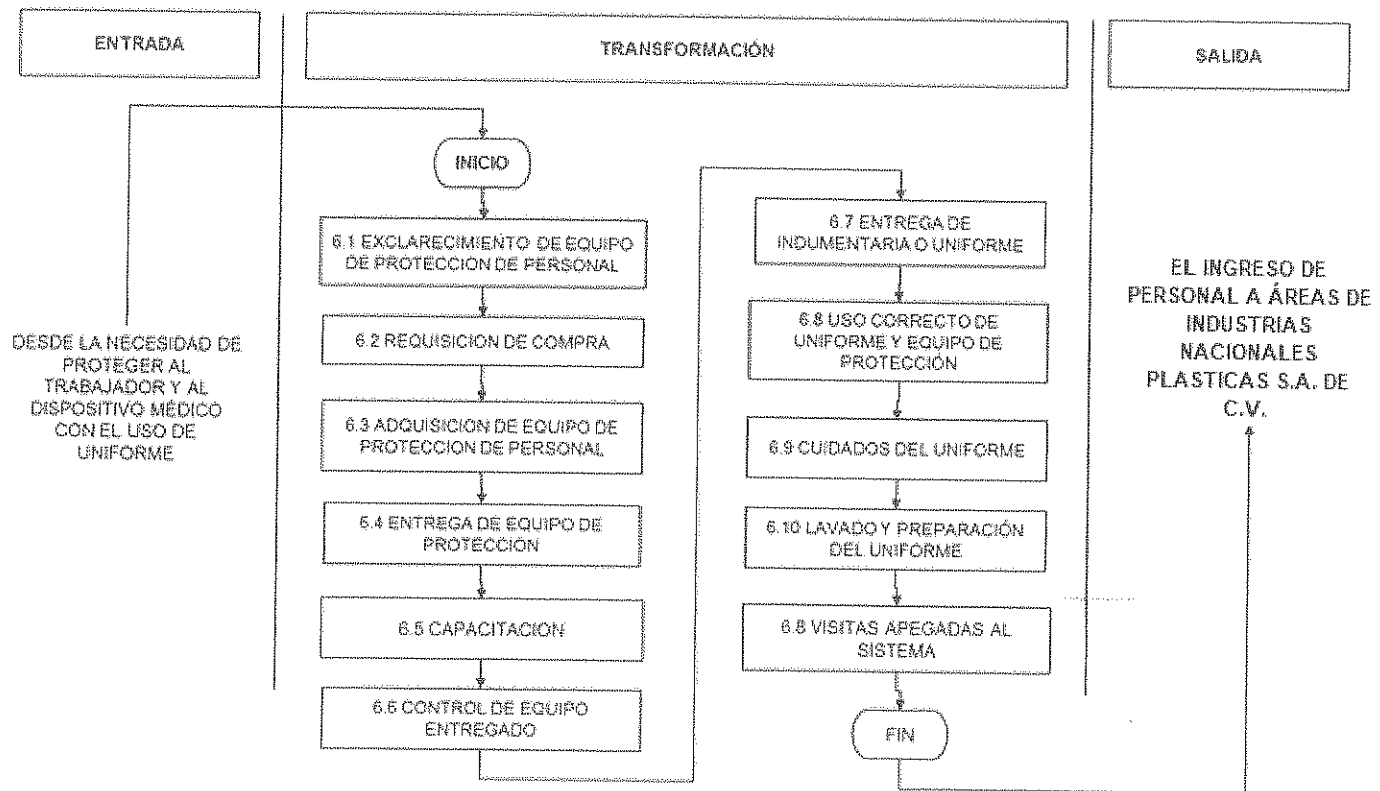 ENTRADA
TRANSFORMACIÓN
SALIDA
DESDE LA NECESIDAD DE
PROTEGER AL
TRABAJADOR Y AL
DISPOSITIVO MÉDICO
CON EL USO DE
UNIFORME
INICIO
6.1 EXCLARECIMIENTO DE EQUIPO
DE PROTECCION DE PERSONAL
6.2 REQUISICION DE COMPRA
6.3 ADQUISICION DE EQUIPO DE
PROTECCION DE PERSONAL
6.4 ENTREGA DE EQUIPO DE
PROTECCION
6.5 CAPACITACION
6.6 CONTROL DE EQUIPO
ENTREGADO
6.7 ENTREGA DE
INDUMENTARIA O UNIFORME
6.8 USO CORRECTO DE
UNIFORME Y EQUIPO DE
PROTECCIÓN
6.9 CUIDADOS DEL UNIFORME
6.10 LAVADO Y PREPARACIÓN
DEL UNIFORME
6.8 VISITAS APEGADAS AL
SISTEMA
FIN
EL INGRESO DE
PERSONAL A ÁREAS DE
INDUSTRIAS
NACIONALES
PLASTICAS S.A. DE
C.V.